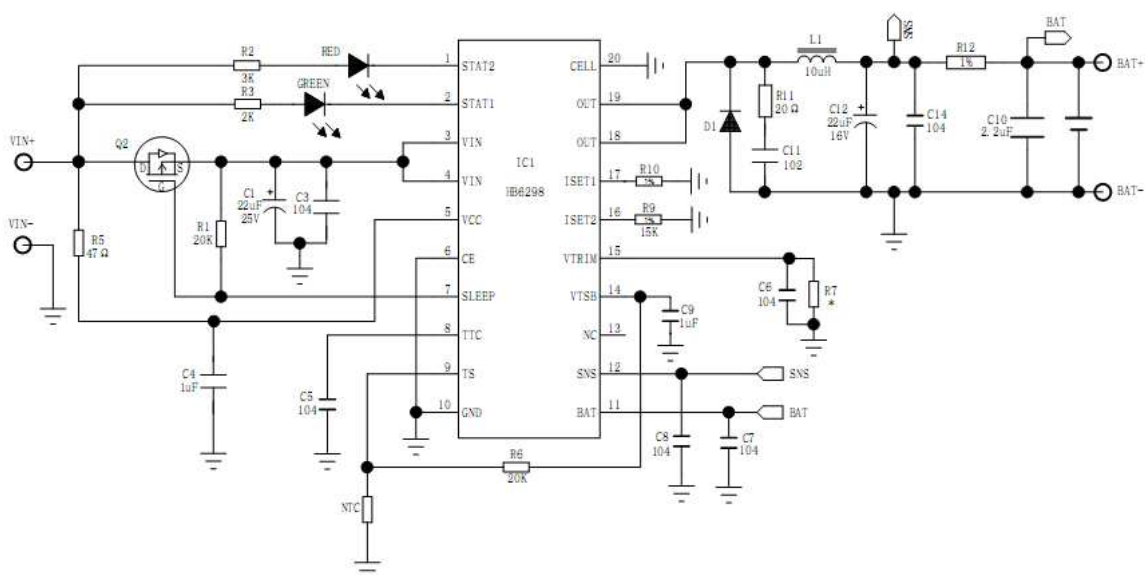 SNS
BAT
R2
3K
RED
1
STAT2
CELL
20
L1
10uH
R12
1%
BAT+
GREEN
R3
2K
2
STAT1
OUT
19
R11
20Ω
C12
22uF
16V
C14
104
C10
2.2uF
D1
C11
102
3
VIN
OUT
18
VIN+
Q2
D
S
G
4
VIN
IC1
HB6298
ISET1
17
R10
1%
C1
22uF
25V
C3
104
BAT-
VIN-
R5
47Ω
R1
20K
5
VCC
ISET2
16
R9
1%
15K
6
CE
VTRIM
15
C6
104
R7
*
7
SLEEP
VTSB
14
C9
1uF
8
TTC
NC
13
C4
1uF
C5
104
9
TS
SNS
12
SNS
10
GND
BAT
11
BAT
C8
104
C7
104
R6
20K
NTC